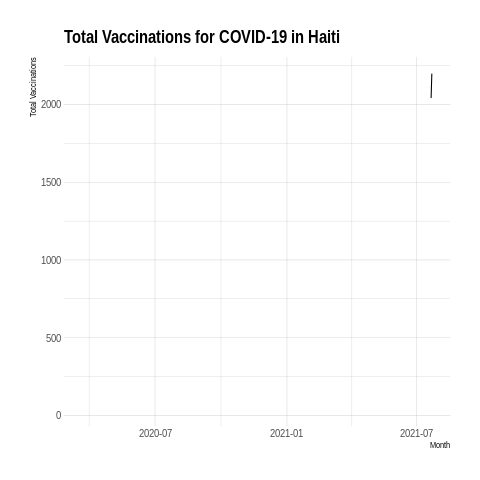 Total Vaccinations for COVID-19 in Haiti
Total Vaccinations
2000
1500
1000
500
0
2020-07 2021-01 2021-07
Month